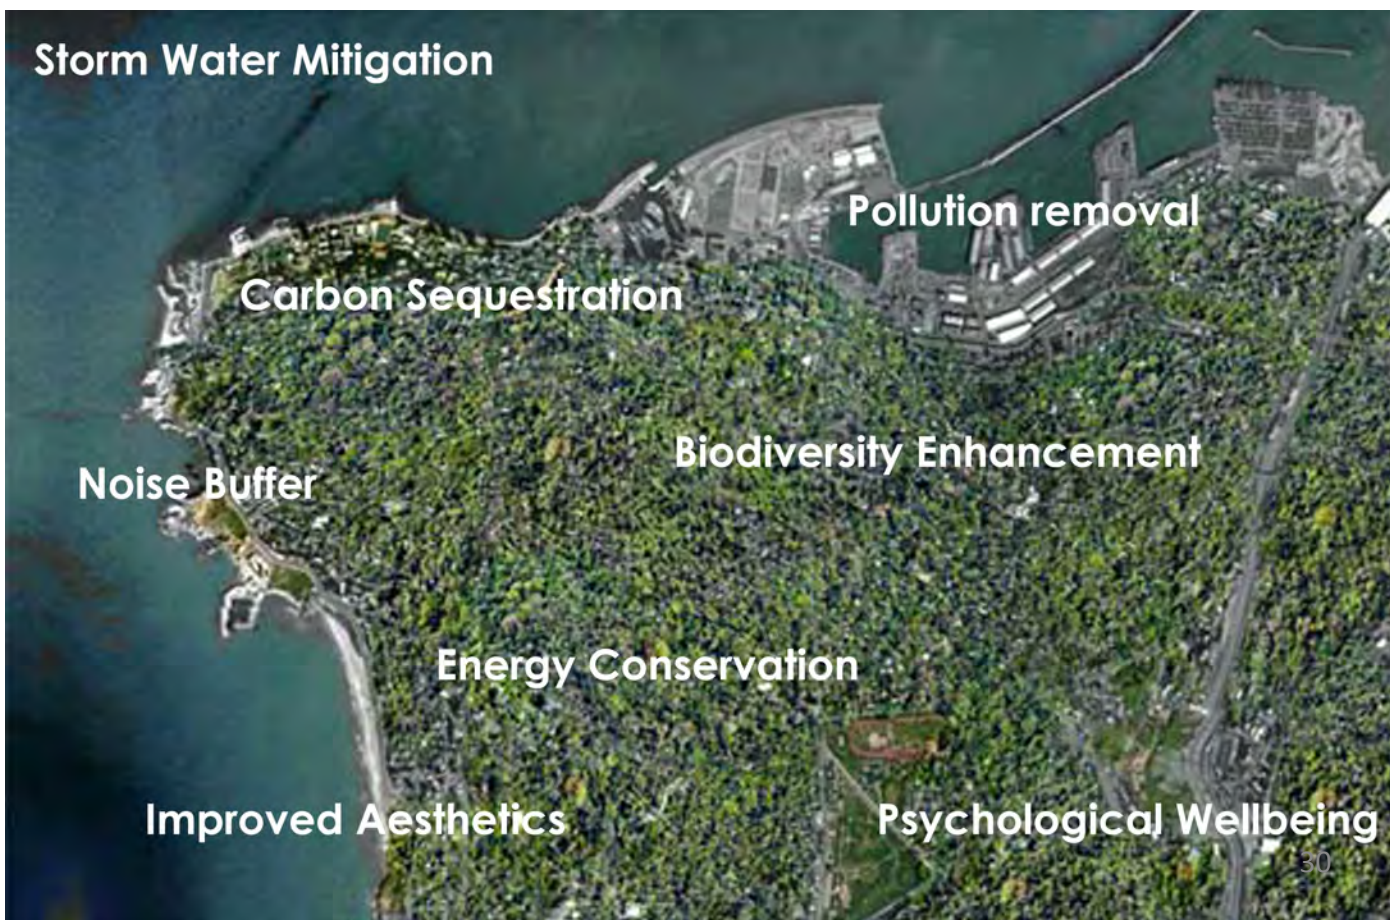 Storm Water Mitigation
Pollution removal
Carbon Sequestration
Biodiversity Enhancement
Noise Buffer
Energy Conservation
Improved Aesthetics
Psychological Wellbeing
30